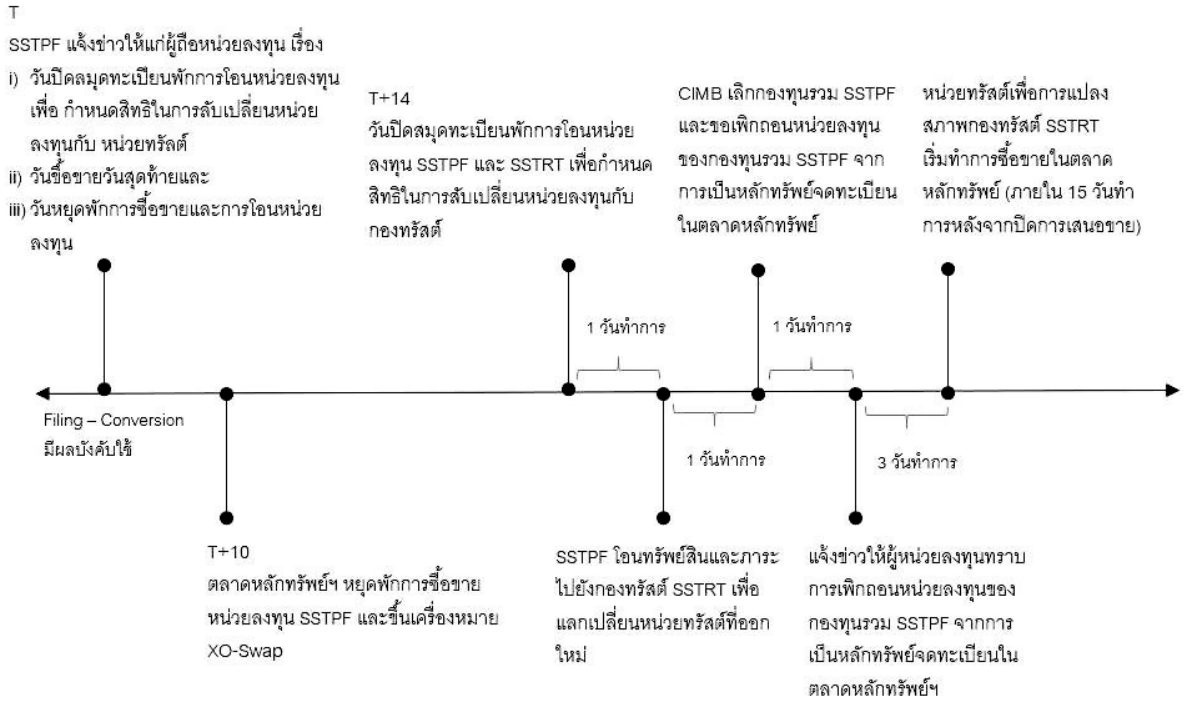 T
SSTPF แจ้งข่าวให้แก่ผู้ถือหน่วยลงทุน เรื่อง
i) วันปิดสมุดทะเบียนพักการโอนหน่วยลงทุน
เพื่อ กำหนดสิทธิในการสับเปลี่ยนหน่วย
ลงทุนกับ หน่วยทรัสต์
ii) วันซื้อขายวันสุดท้ายและ
iii) วันหยุดพักการซื้อขายและการโอนหน่วย
ลงทุน
T+14
วันปิดสมุดทะเบียนพักการโอนหน่วย
ลงทุน SSTPF และ SSTRT เพื่อกำหนด
สิทธิในการสับเปลี่ยนหน่วยลงทุนกับ
กองทรัสต์
CIMB เลิกกองทุนรวม SSTPF
และขอเพิกถอนหน่วยลงทุน
ของกองทุนรวม SSTPF จาก
การเป็นหลักทรัพย์จดทะเบียน
ในตลาดหลักทรัพย์
หน่วยทรัสต์เพื่อการแปลง
สภาพกองทรัสต์ SSTRT
เริ่มทำการซื้อขายในตลาด
หลักทรัพย์ (ภายใน 15 วันทำ
การหลังจากปิดการเสนอขาย)
1 วันทำการ
1 วันทำการ
Filing – Conversion
มีผลบังคับใช้
1 วันทำการ
3 วันทำการ
T+10
ตลาดหลักทรัพย์ฯ หยุดพักการซื้อขาย
หน่วยลงทุน SSTPF และขึ้นเครื่องหมาย
XO-Swap
SSTPF โอนทรัพย์สินและภาระ
ไปยังกองทรัสต์ SSTRT เพื่อ
แลกเปลี่ยนหน่วยทรัสต์ที่ออก
ใหม่
แจ้งข่าวให้ผู้หน่วยลงทุนทราบ
การเพิกถอนหน่วยลงทุนของ
กองทุนรวม SSTPF จากการ
เป็นหลักทรัพย์จดทะเบียนใน
ตลาดหลักทรัพย์ฯ